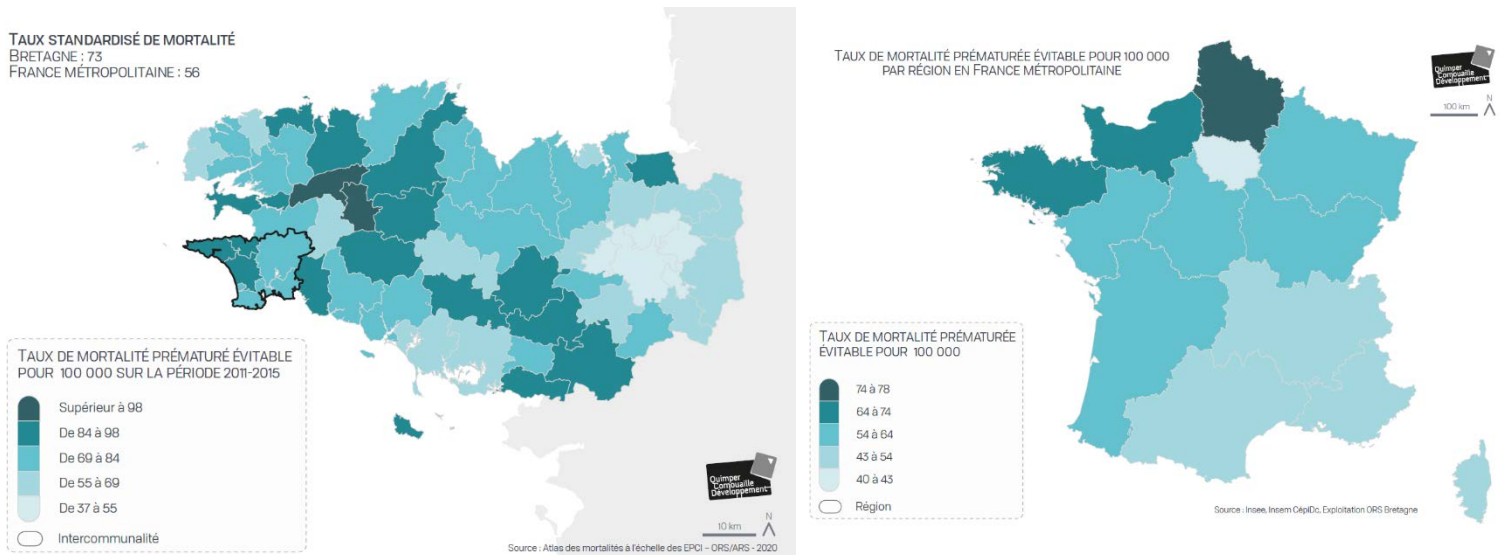 TAUX STANDARDISÉ DE MORTALITÉ
BRETAGNE : 73
FRANCE MÉTROPOLITAINE : 56
TAUX DE MORTALITÉ PRÉMATURÉ ÉVITABLE
POUR 100 000 SUR LA PÉRIODE 2011-2015
Supérieur à 98
De 84 à 98
De 69 à 84
De 55 à 69
De 37 à 55
Intercommunalité
Quimper
Cornouaille
Développement
N
10 km
Source : Atlas des mortalités à l'échelle des EPCI – ORS/ARS - 2020
TAUX DE MORTALITÉ PRÉMATURÉE ÉVITABLE POUR 100 000
PAR RÉGION EN FRANCE MÉTROPOLITAINE
Quimper
Cornouaille
Développement
N
100 km
TAUX DE MORTALITÉ PRÉMATURÉE
ÉVITABLE POUR 100 000
74 à 78
64 à 74
54 à 64
43 à 54
40 à 43
Région
Source : Insee, Insem CépiDc, Exploitation ORS Bretagne